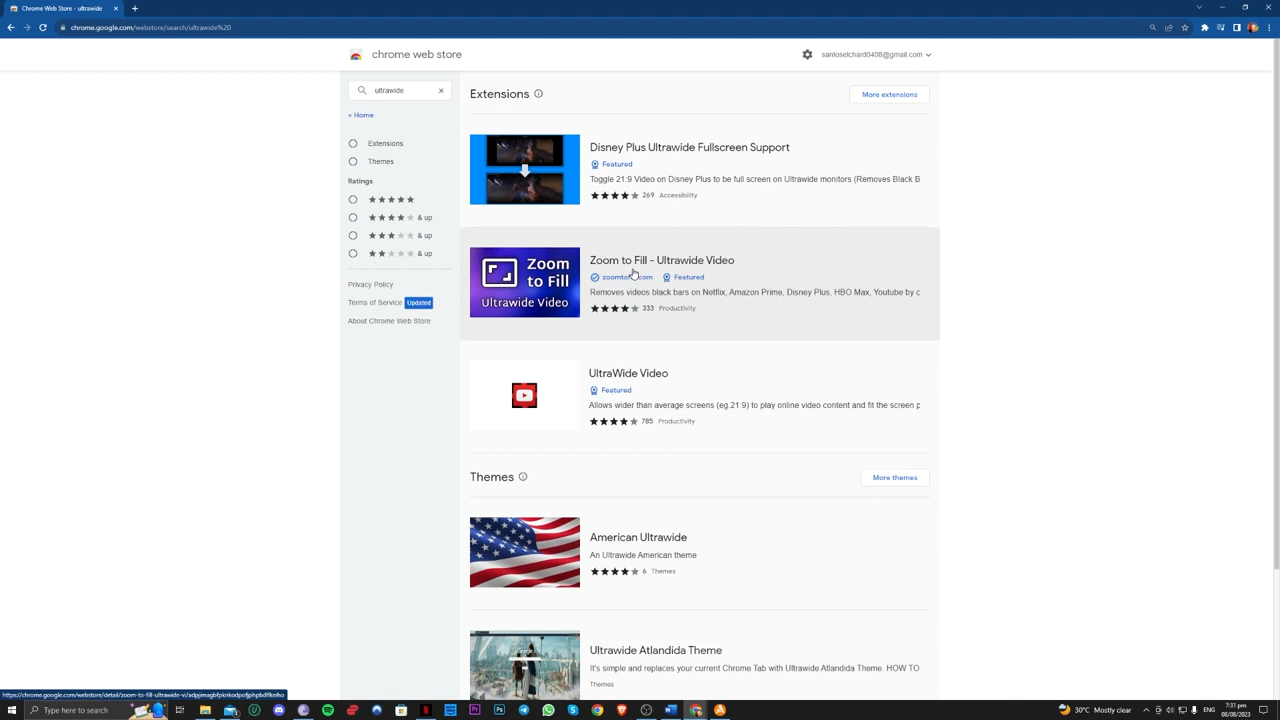 Chrome Web Store - ultrawide
chrome.google.com/webstore/search/ultrawide%20
chrome web store
santoselchard0408@gmail.com
ultrawide
« Home
Extensions
Themes
Ratings
& up
& up
& up
Privacy Policy
Terms of Service Updated
About Chrome Web Store
Extensions
More extensions
Disney Plus Ultrawide Fullscreen Support
Featured
Toggle 21:9 Video on Disney Plus to be full screen on Ultrawide monitors (Removes Black B
269 Accessibility
Zoom to Fill
Ultrawide Video
Zoom to Fill - Ultrawide Video
Featured
Removes videos black bars on Netflix, Amazon Prime, Disney Plus, HBO Max, Youtube by c
333 Productivity
UltraWide Video
Featured
Allows wider than average screens (eg.21:9) to play online video content and fit the screen p
785 Productivity
Themes
More themes
American Ultrawide
An Ultrawide American theme
6 Themes
Ultrawide Atlandida Theme
It's simple and replaces your current Chrome Tab with Ultrawide Atlandida Theme. HOW TO
Themes
Type here to search
30°C Mostly clear
ENG
7:31 pm
08/08/2023